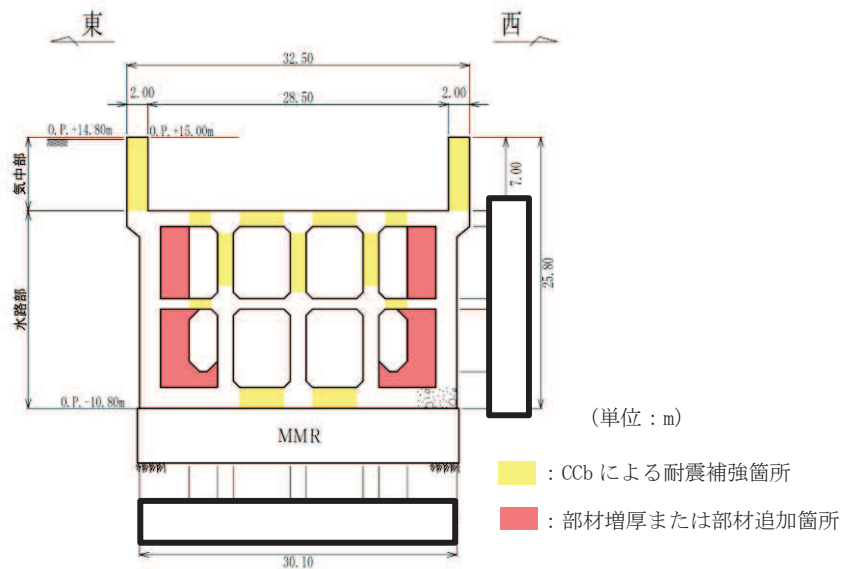 東
西
32.50
2.00
28.50
2.00
O.P.+14.80m
O.P.+15.00m
気中部
7.00
25.80
水路部
O.P.-10.80m
MMR
30.10
(単位：m)
：CCb による耐震補強箇所
：部材増厚または部材追加箇所